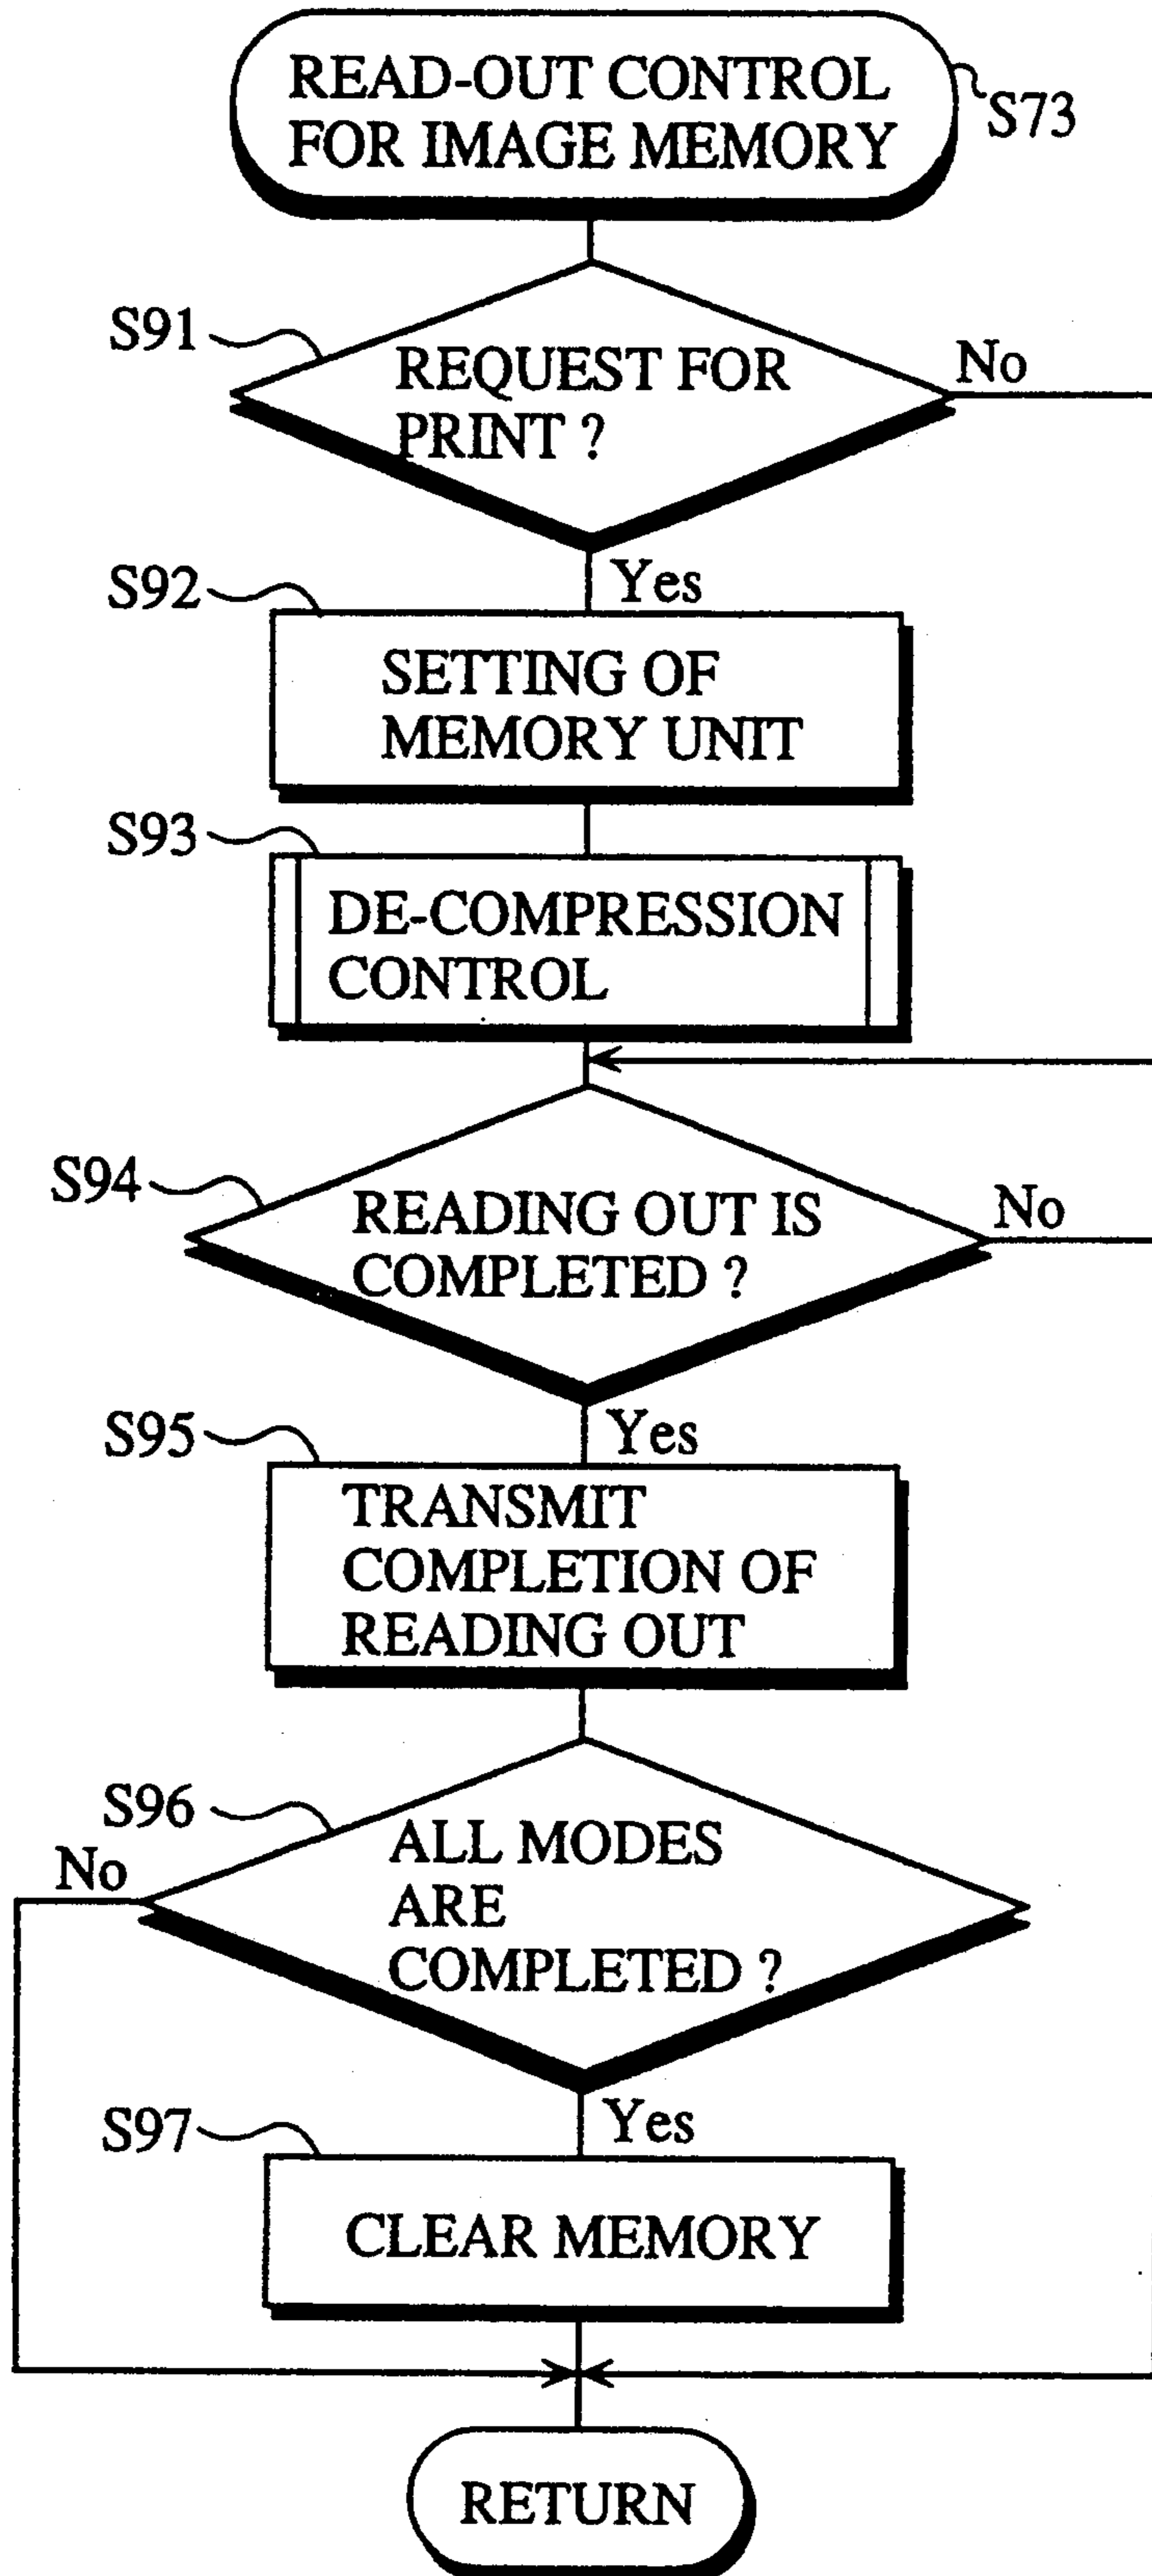 READ-OUT CONTROL
FOR IMAGE MEMORY
S73
S91
REQUEST FOR
PRINT ?
No
Yes
S92
SETTING OF
MEMORY UNIT
S93
DE-COMPRESSION
CONTROL
S94
READING OUT IS
COMPLETED ?
No
Yes
S95
TRANSMIT
COMPLETION OF
READING OUT
S96
No
ALL MODES
ARE
COMPLETED ?
Yes
S97
CLEAR MEMORY
RETURN